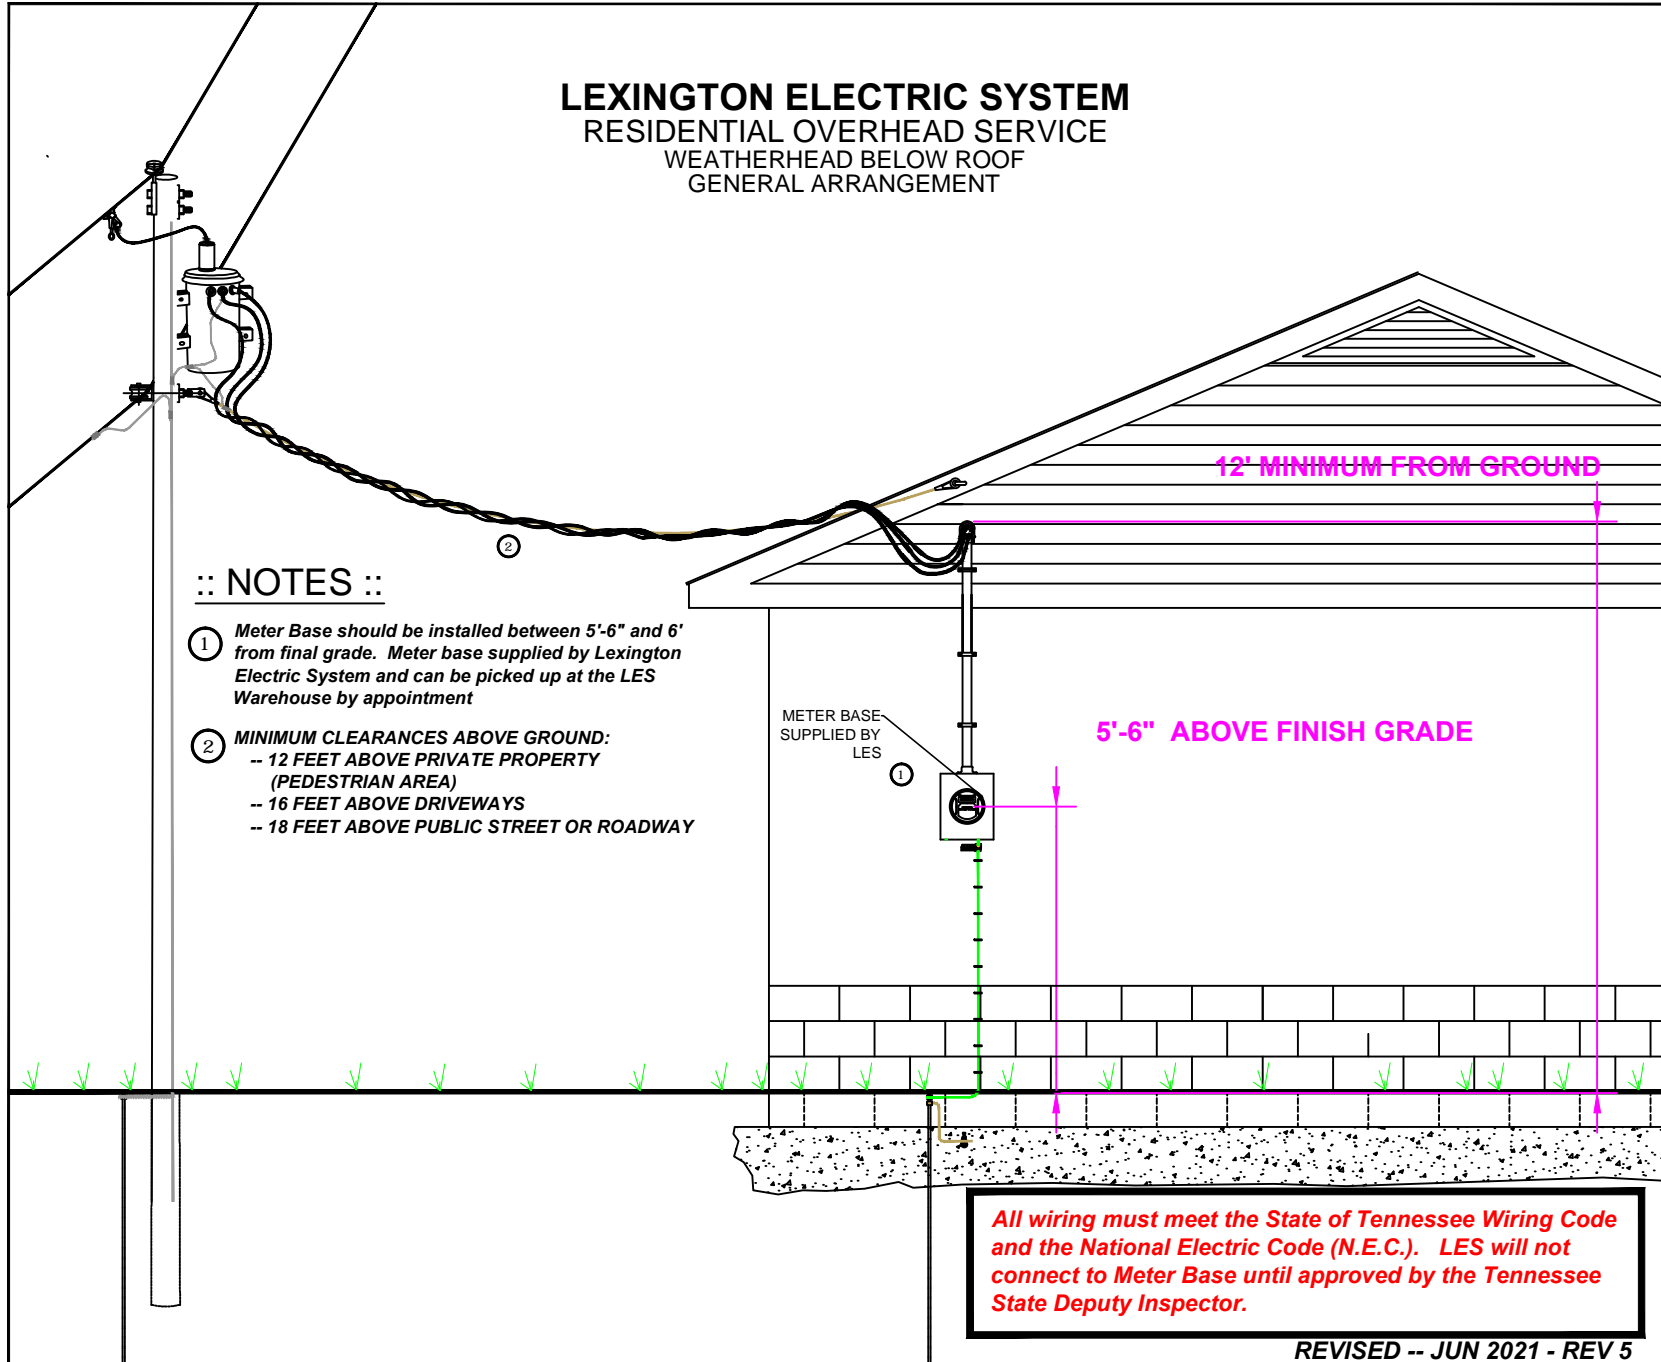 LEXINGTON ELECTRIC SYSTEM
RESIDENTIAL OVERHEAD SERVICE
WEATHERHEAD BELOW ROOF
GENERAL ARRANGEMENT
12' MINIMUM FROM GROUND
2
:: NOTES ::
1 Meter Base should be installed between 5'-6" and 6'
from final grade. Meter base supplied by Lexington
Electric System and can be picked up at the LES
Warehouse by appointment
2 MINIMUM CLEARANCES ABOVE GROUND:
-- 12 FEET ABOVE PRIVATE PROPERTY
(PEDESTRIAN AREA)
-- 16 FEET ABOVE DRIVEWAYS
-- 18 FEET ABOVE PUBLIC STREET OR ROADWAY
METER BASE
SUPPLIED BY
LES
1
5'-6" ABOVE FINISH GRADE
All wiring must meet the State of Tennessee Wiring Code
and the National Electric Code (N.E.C.). LES will not
connect to Meter Base until approved by the Tennessee
State Deputy Inspector.
REVISED -- JUN 2021 - REV 5